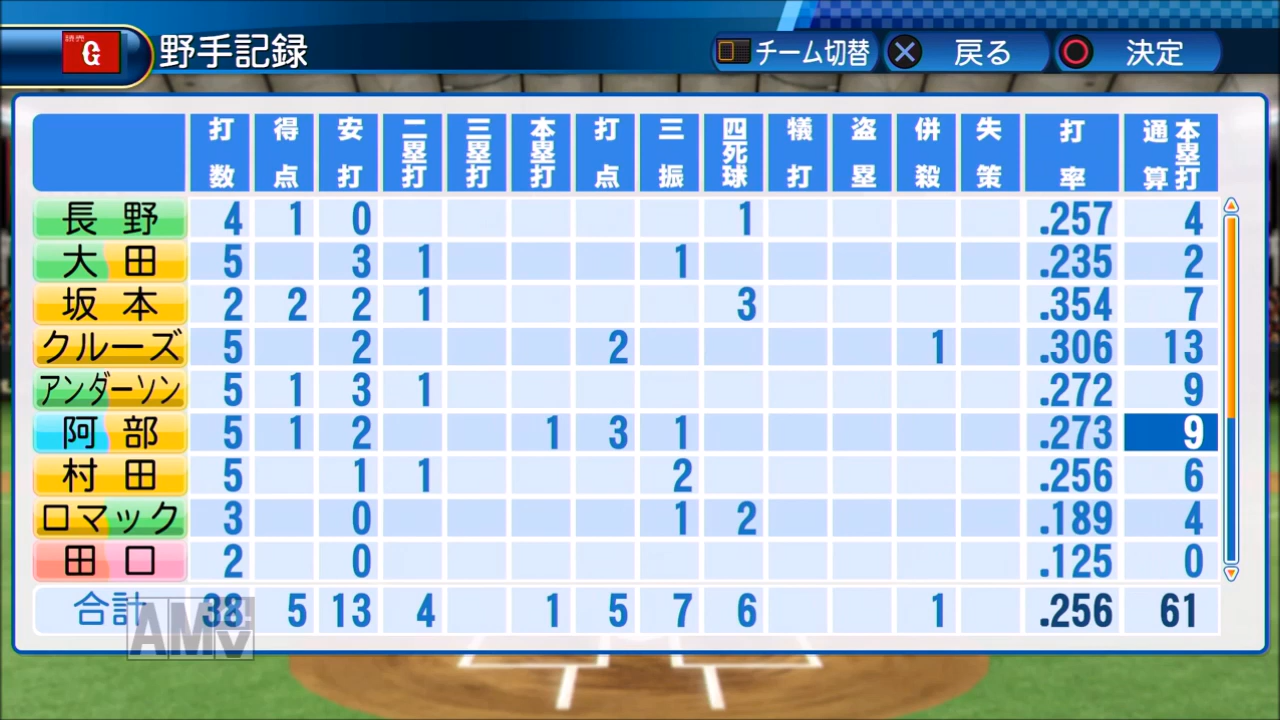 読売
G 野手記録 チーム切替 戻る 決定
打数 得点 安打 二塁打 三塁打 本塁打 打点 三振 四死球 犠打 盗塁 併殺 失策 打率 通算本塁打
長野 4 1 0 1 .257 4
大田 5 3 1 1 .235 2
坂本 2 2 2 1 3 .354 7
クルーズ 5 2 2 1 .306 13
アンダーソン 5 1 3 1 .272 9
阿部 5 1 2 1 3 1 .273 9
村田 5 1 1 2 .256 6
ロマック 3 0 1 2 .189 4
田口 2 0 .125 0
合計 38 5 13 4 1 5 7 6 1 .256 61
AMV